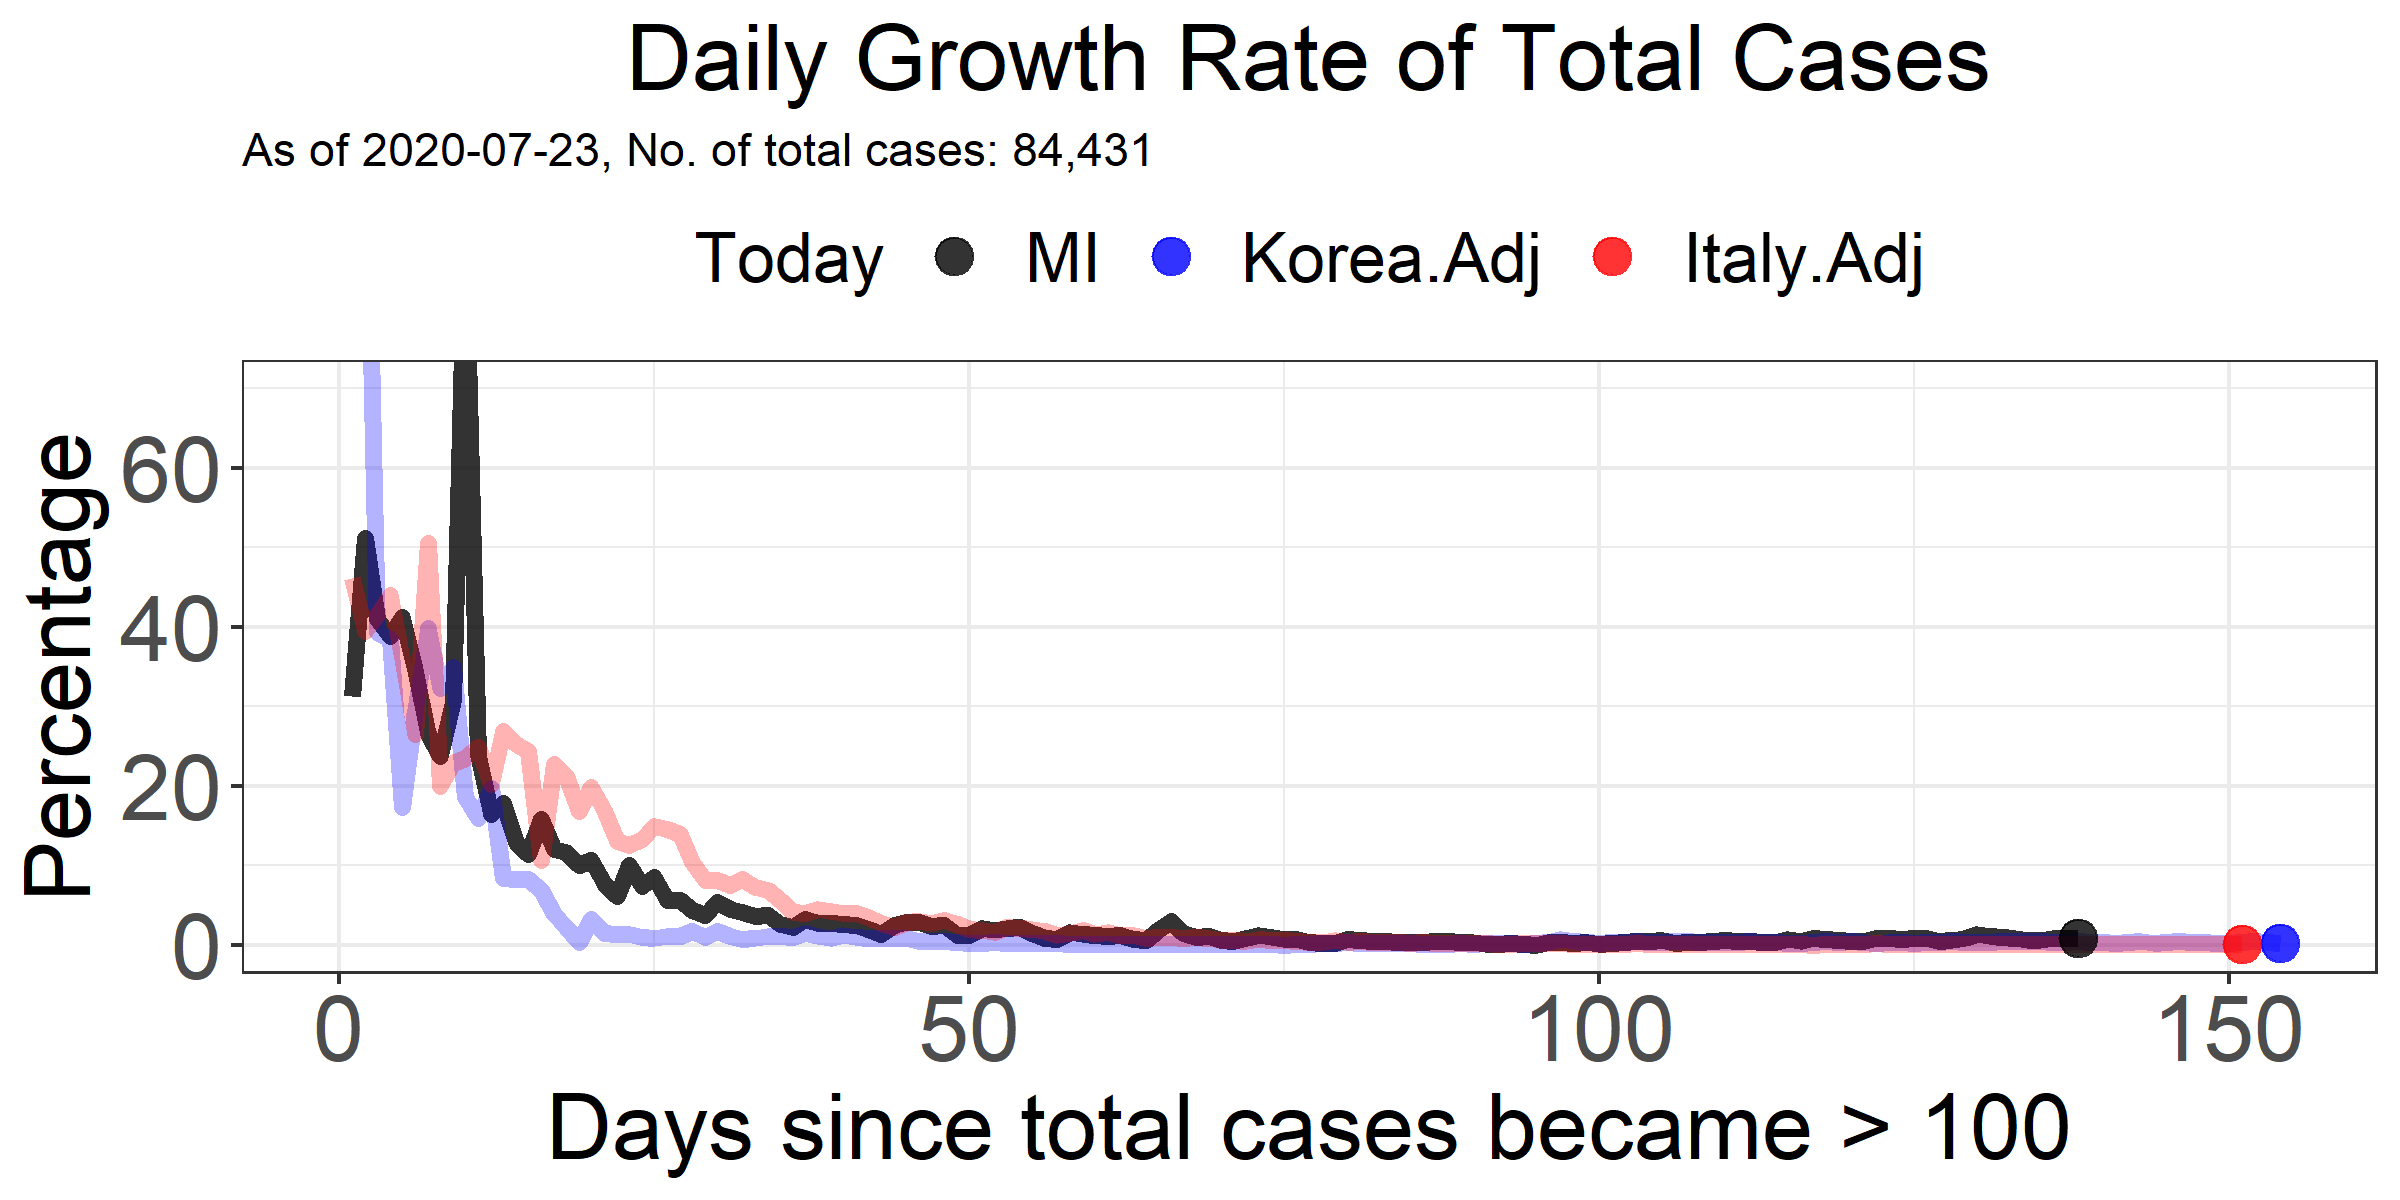 Daily Growth Rate of Total Cases
As of 2020-07-23, No. of total cases: 84,431
Today MI Korea.Adj Italy.Adj
Percentage
60
40
20
0
0 50 100 150
Days since total cases became > 100